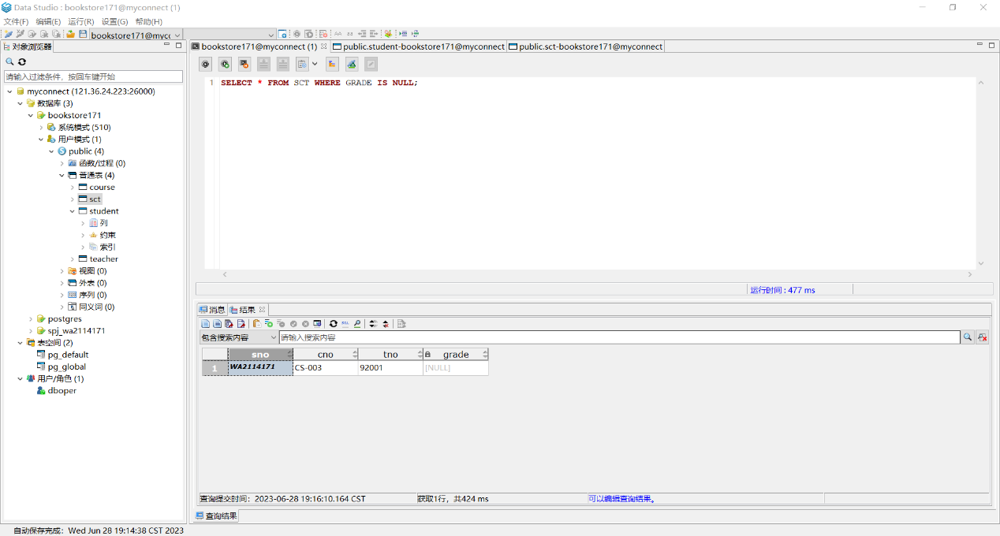 Data Studio : bookstore171@myconnect (1)
文件(F) 编辑(E) 运行(R) 设置(G) 帮助(H)
bookstore171@mycc
对象浏览器
bookstore171@myconnect (1) public.student-bookstore171@myconnect public.sct-bookstore171@myconnect
请输入过滤条件，按回车键开始
1 SELECT * FROM SCT WHERE GRADE IS NULL;
myconnect (121.36.24.223:26000)
数据库 (3)
bookstore171
系统模式 (510)
用户模式 (1)
public (4)
函数/过程 (0)
普通表 (4)
course
sct
student
列
约束
索引
teacher
视图 (0)
外表 (0)
序列 (0)
同义词 (0)
postgres
spj_wa2114171
表空间 (2)
pg_default
pg_global
用户/角色 (1)
dboper
运行时间 : 477 ms
消息 结果
包含搜索内容 请输入搜索内容
sno cno tno grade
1 WA2114171 CS-003 92001 [NULL]
查询提交时间：2023-06-28 19:16:10.164 CST 获取1行，共424 ms 可以编辑查询结果。
查询结果
自动保存完成：Wed Jun 28 19:14:38 CST 2023